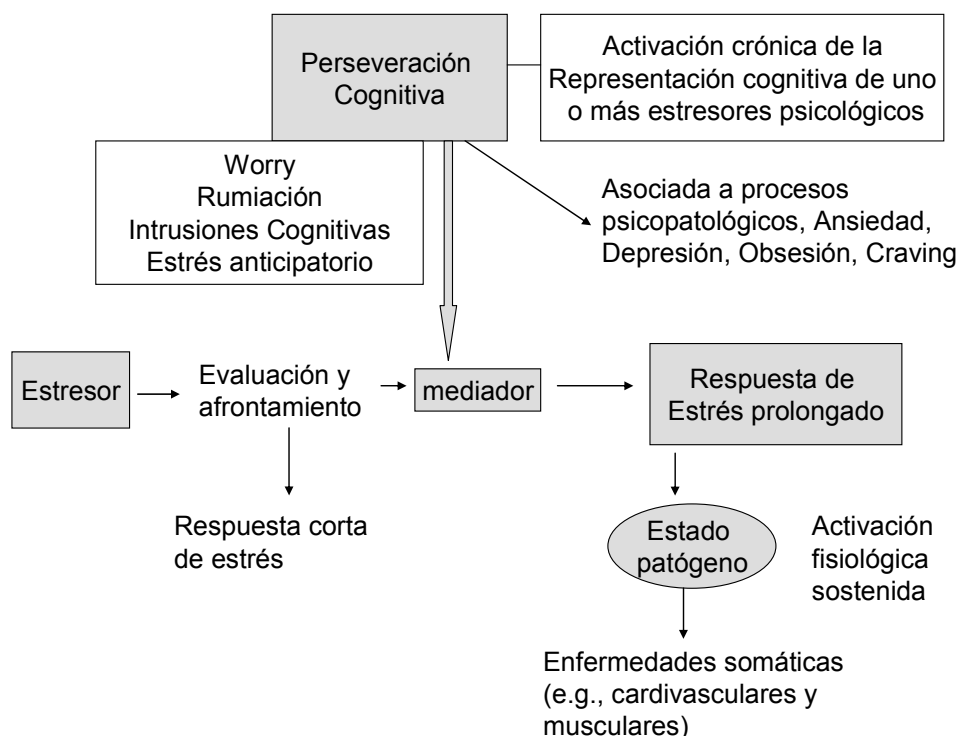 Perseveración
Cognitiva
Activación crónica de la
Representación cognitiva de uno
o más estresores psicológicos
Worry
Rumiación
Intrusiones Cognitivas
Estrés anticipatorio
Asociada a procesos
psicopatológicos, Ansiedad,
Depresión, Obsesión, Craving
Estresor
Evaluación y
afrontamiento
mediador
Respuesta de
Estrés prolongado
Respuesta corta
de estrés
Estado
patógeno
Activación
fisiológica
sostenida
Enfermedades somáticas
(e.g., cardivasculares y
musculares)